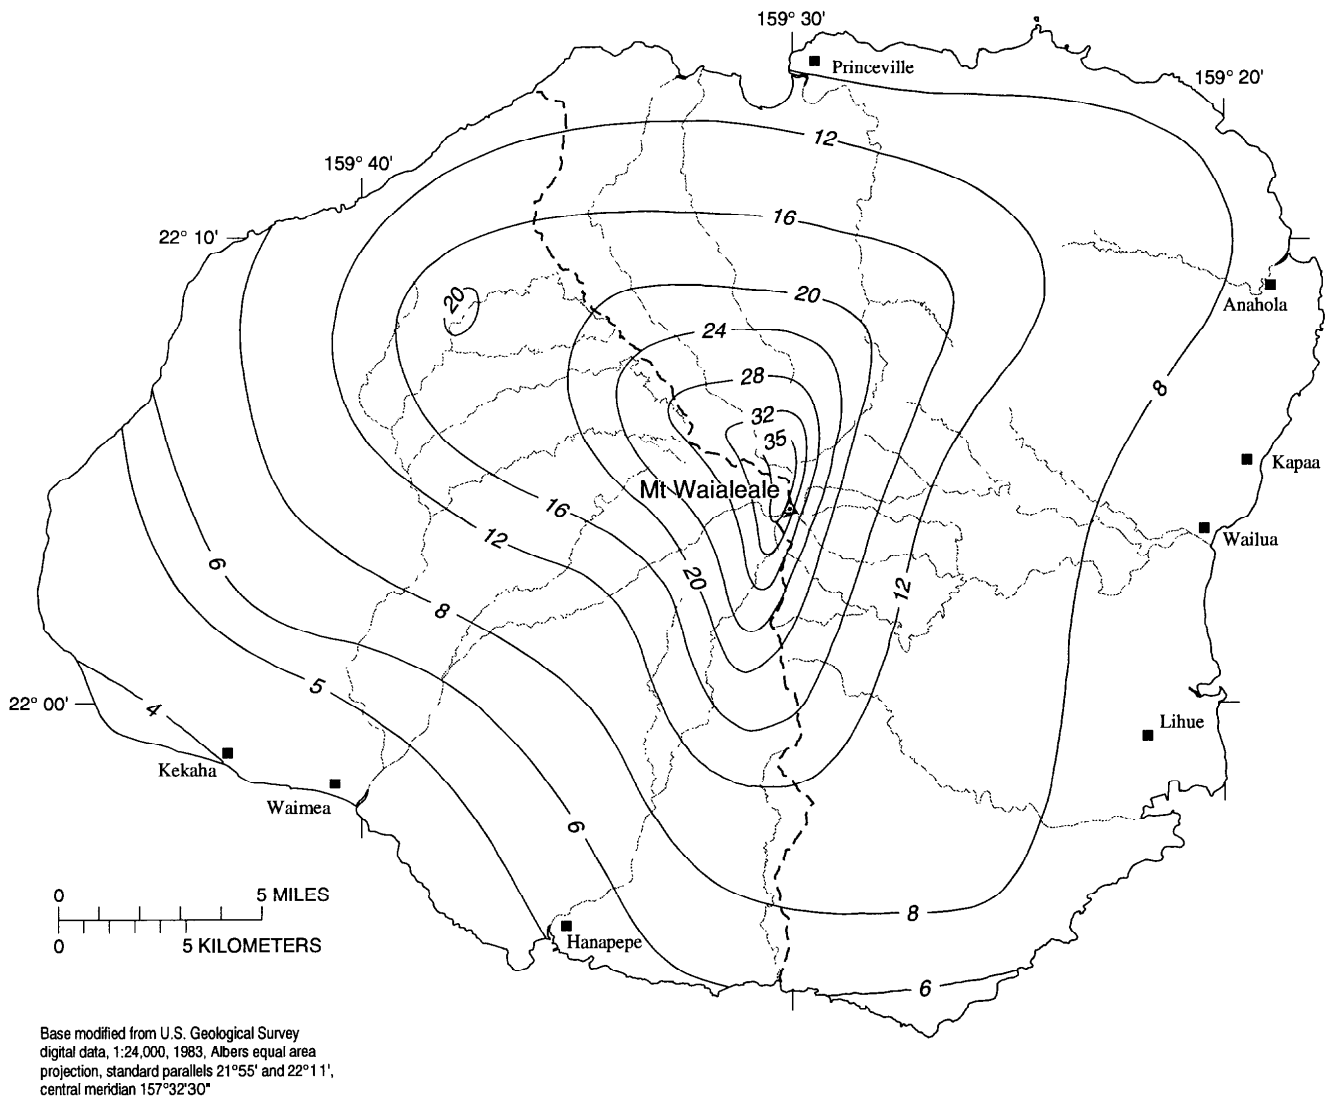 159° 30'
Princeville
159° 20'
12
159° 40'
16
22° 10'
20
20
Anahola
24
28
8
32
35
Kapaa
Mt Waialeale
16
12
Wailua
6
20
12
8
5
22° 00'
4
Lihue
Kekaha
Waimea
6
0 5 MILES
8
0 5 KILOMETERS
Hanapepe
6
Base modified from U.S. Geological Survey
digital data, 1:24,000, 1983, Albers equal area
projection, standard parallels 21°55' and 22°11',
central meridian 157°32'30"